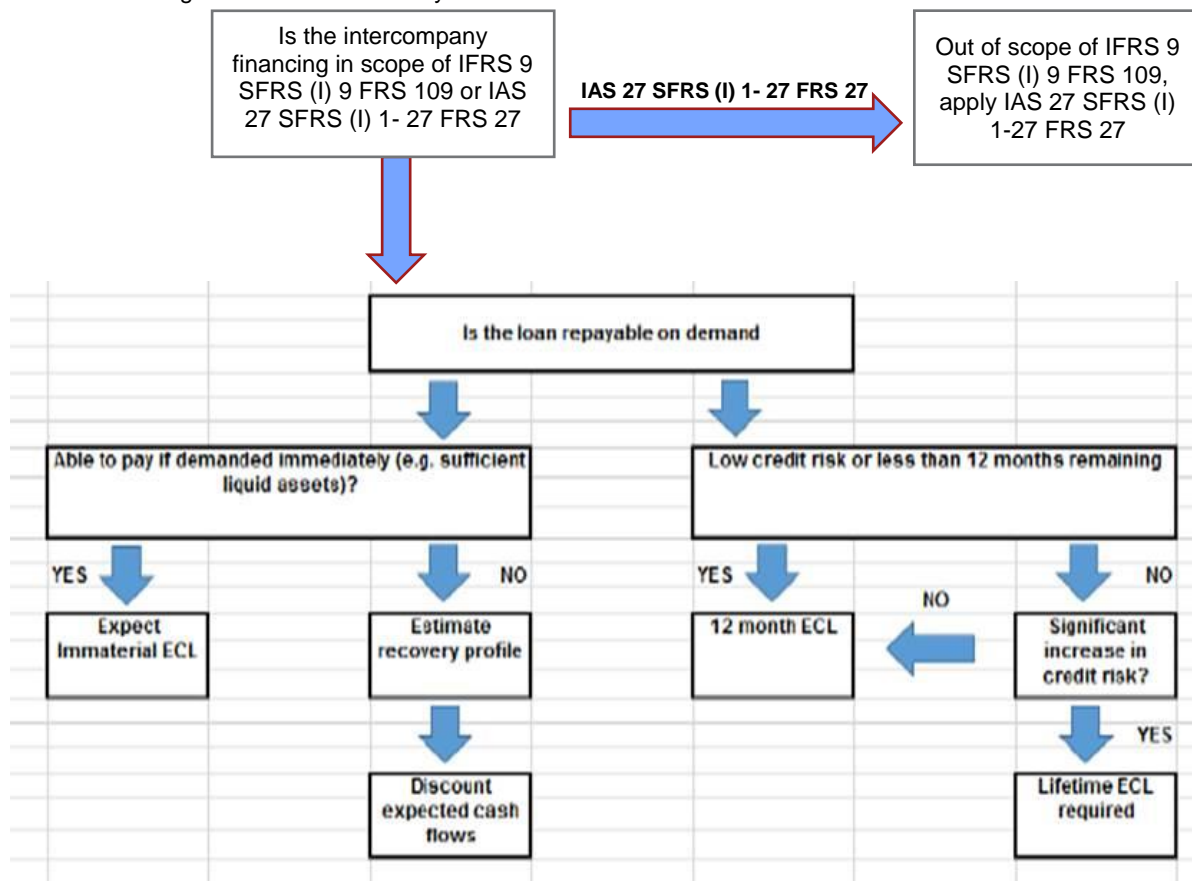 Is the intercompany
financing in scope of IFRS 9
SFRS (I) 9 FRS 109 or IAS
27 SFRS (I) 1- 27 FRS 27
IAS 27 SFRS (I) 1- 27 FRS 27
Out of scope of IFRS 9
SFRS (I) 9 FRS 109,
apply IAS 27 SFRS (I)
1-27 FRS 27
Is the loan repayable on demand
Able to pay if demanded immediately (e.g. sufficient
liquid assets)?
Low credit risk or less than 12 months remaining
YES
NO
YES
NO
NO
Expect
Immaterial ECL
Estimate
recovery profile
12 month ECL
Significant
increase in
credit risk?
YES
Discount
expected cash
flows
Lifetime ECL
required